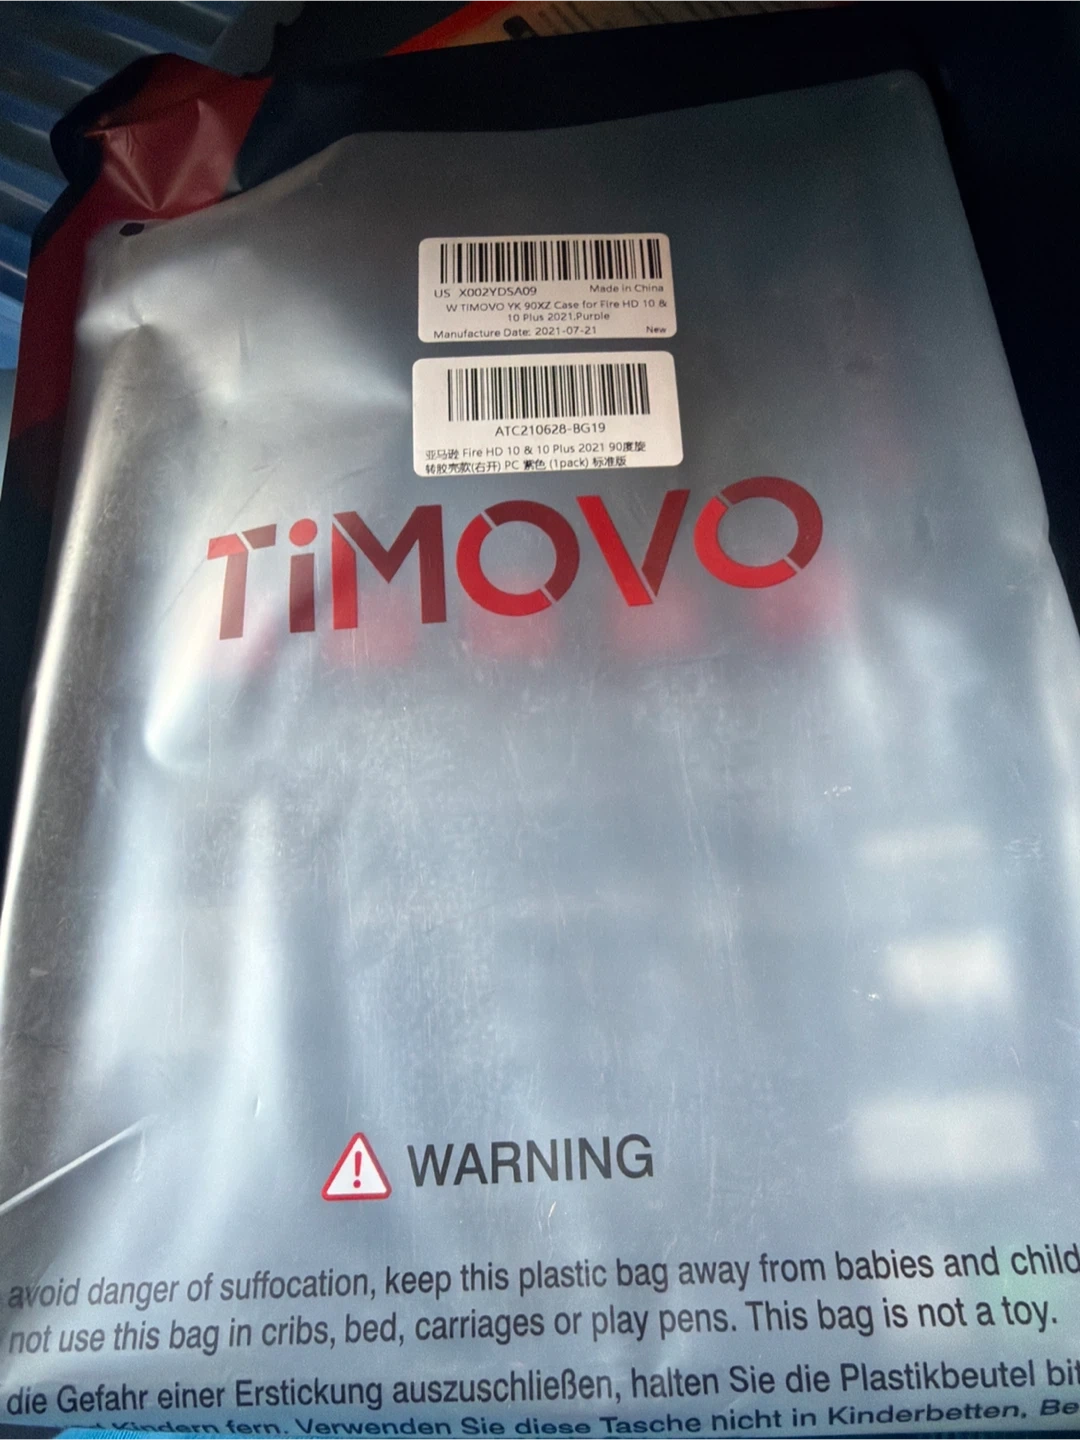 US X002YDSA09 Made in China
W TIMOVO YK 90XZ Case for Fire HD 10 &
10 Plus 2021,Purple
Manufacture Date: 2021-07-21 New
ATC210628-BG19
亚马逊 Fire HD 10 & 10 Plus 2021 90度旋
转胶壳款(右开) PC 紫色 (1pack) 标准版
TiMOVO
WARNING
avoid danger of suffocation, keep this plastic bag away from babies and child
not use this bag in cribs, bed, carriages or play pens. This bag is not a toy.
die Gefahr einer Erstickung auszuschließen, halten Sie die Plastikbeutel bit
Kindern fern. Verwenden Sie diese Tasche nicht in Kinderbetten, Be